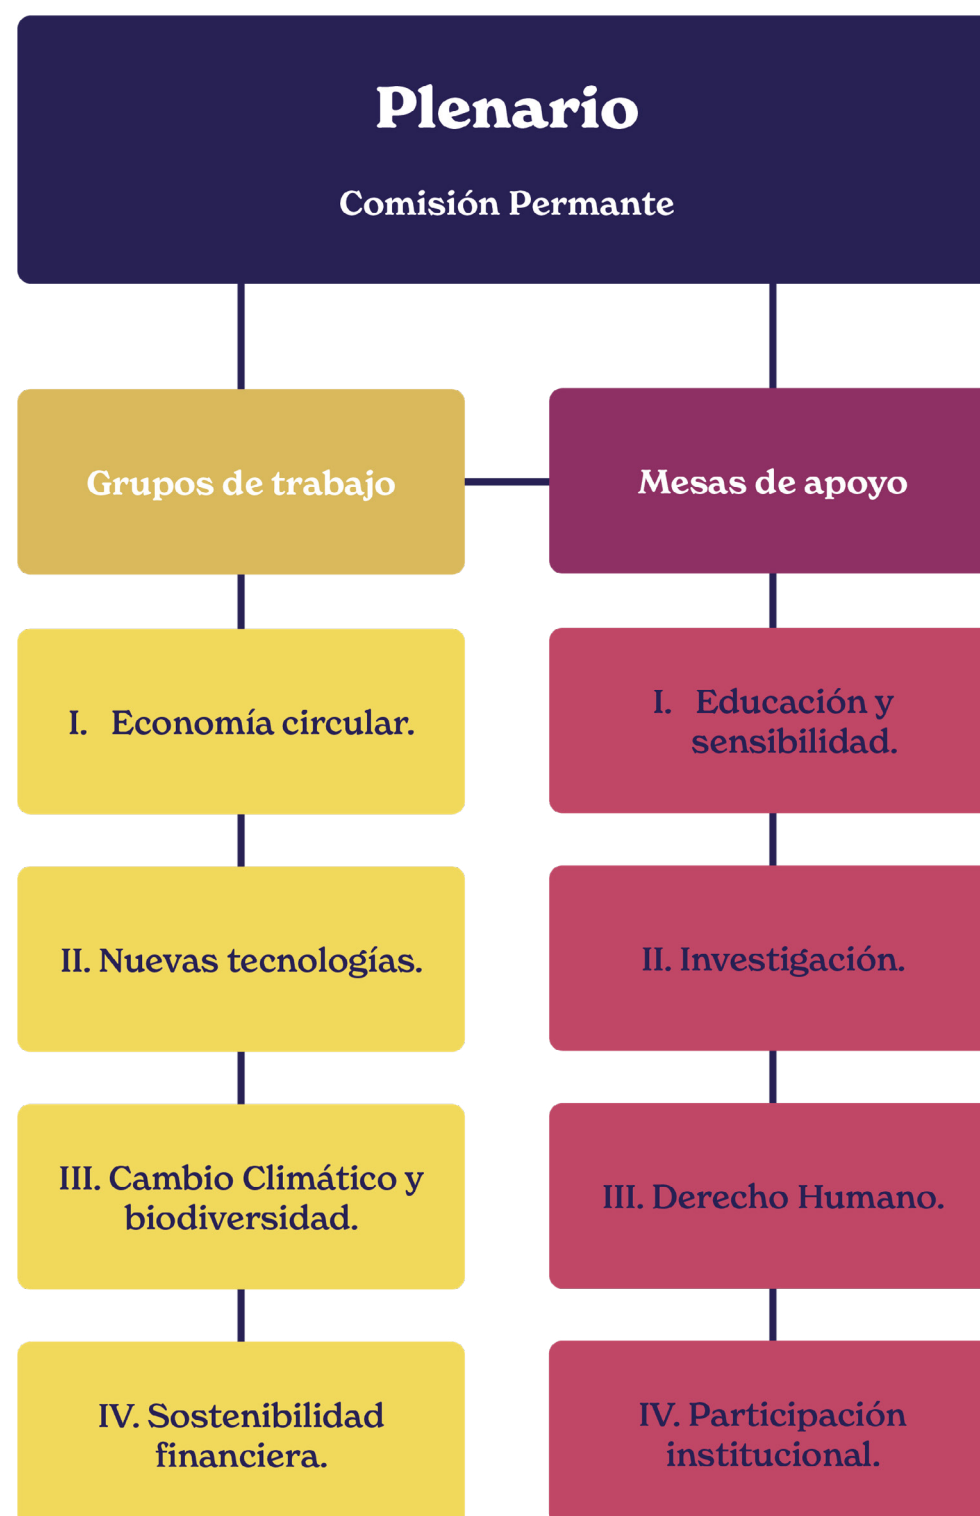 Plenario
Comisión Permante
Grupos de trabajo
Mesas de apoyo
I. Economía circular.
I. Educación y
sensibilidad.
II. Nuevas tecnologías.
II. Investigación.
III. Cambio Climático y
biodiversidad.
III. Derecho Humano.
IV. Sostenibilidad
financiera.
IV. Participación
institucional.